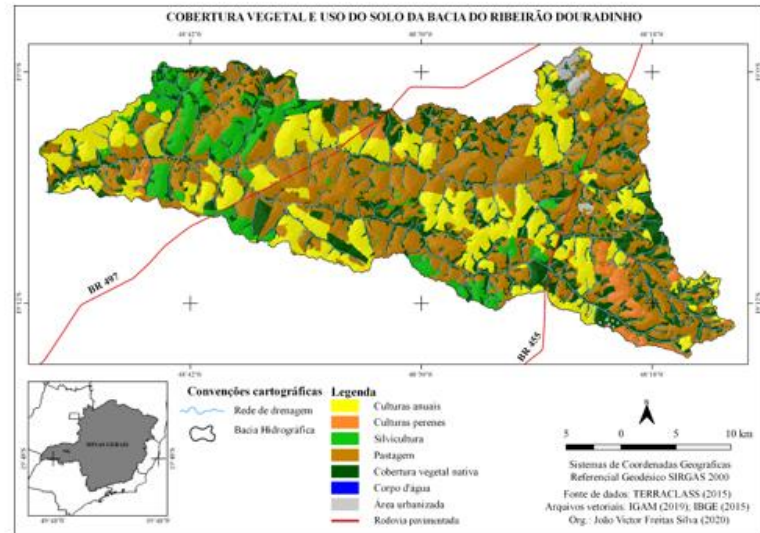 COBERTURA VEGETAL E USO DO SOLO DA BACIA DO RIBEIRÃO DOURADINHO
BR 497
BR 455
MINAS GERAIS
Convenções cartográficas
Rede de drenagem
Bacia Hidrográfica
Legenda
Culturas anuais
Culturas perenes
Silvicultura
Pastagem
Cobertura vegetal nativa
Corpo d'água
Área urbanizada
Rodovia pavimentada
N
5 0 5 10 km
Sistemas de Coordenadas Geográficas
Referencial Geodésico SIRGAS 2000
Fonte de dados: TERRACLASS (2015)
Arquivos vetoriais: IGAM (2019); IBGE (2015)
Org.: João Victor Freitas Silva (2020)